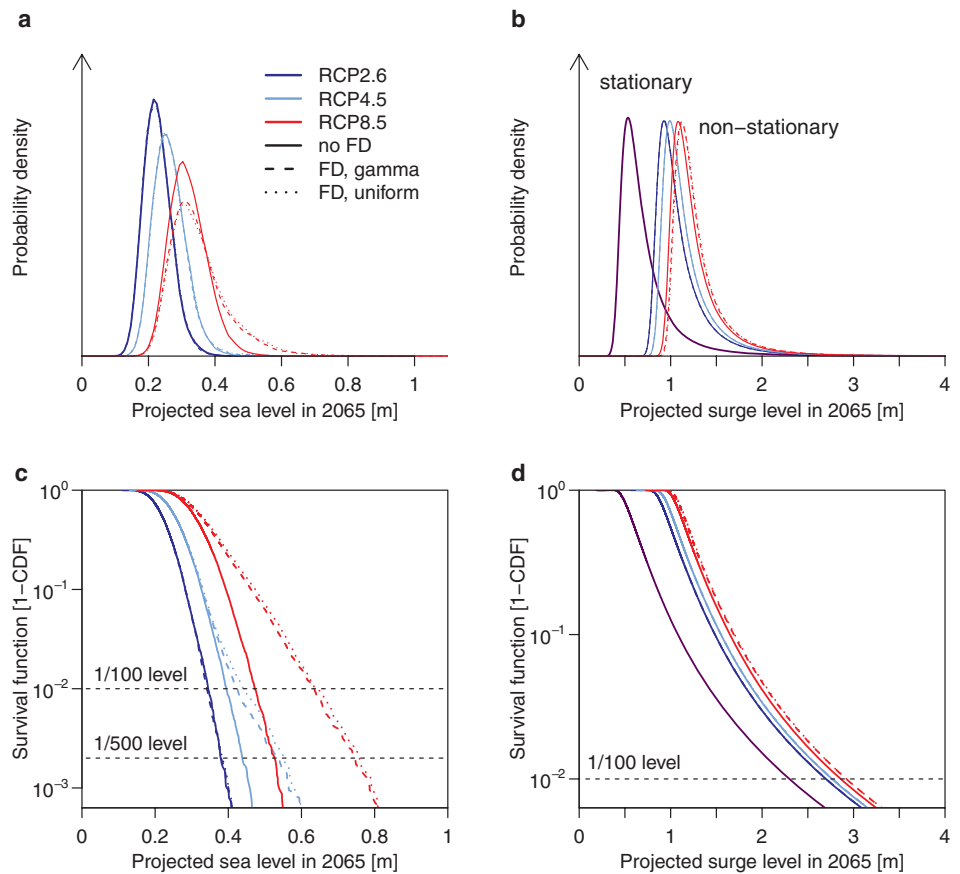 a
Probability density
RCP2.6
RCP4.5
RCP8.5
no FD
FD, gamma
FD, uniform
0 0.2 0.4 0.6 0.8 1
Projected sea level in 2065 [m]
b
Probability density
stationary
non−stationary
0 1 2 3 4
Projected surge level in 2065 [m]
c
Survival function [1−CDF]
10^0
10^−1
10^−2
10^−3
1/100 level
1/500 level
0 0.2 0.4 0.6 0.8 1
Projected sea level in 2065 [m]
d
Survival function [1−CDF]
10^0
10^−1
10^−2
1/100 level
0 1 2 3 4
Projected surge level in 2065 [m]